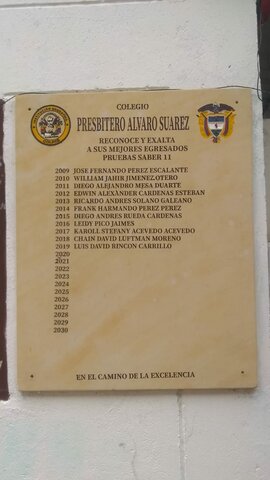 COLEGIO
PRESBITERO ALVARO SUAREZ
RECONOCE Y EXALTA
A SUS MEJORES EGRESADOS
PRUEBAS SABER 11
2009 JOSE FERNANDO PEREZ ESCALANTE
2010 WILLIAM JAHIR JIMENEZ.OTERO
2011 DIEGO ALEJANDRO MESA DUARTE
2012 EDWIN ALEXANDER CARDENAS ESTEBAN
2013 RICARDO ANDRES SOLANO GALEANO
2014 FRANK HARMANDO PEREZ PEREZ
2015 DIEGO ANDRES RUEDA CARDENAS
2016 LEIDY PICO JAIMES
2017 KAROLL STEFANY ACEVEDO ACEVEDO
2018 CHAIN DAVID LUFTMAN MORENO
2019 LUIS DAVID RINCON CARRILLO
2020
2021
2022
2023
2024
2025
2026
2027
2028
2029
2030
EN EL CAMINO DE LA EXCELENCIA